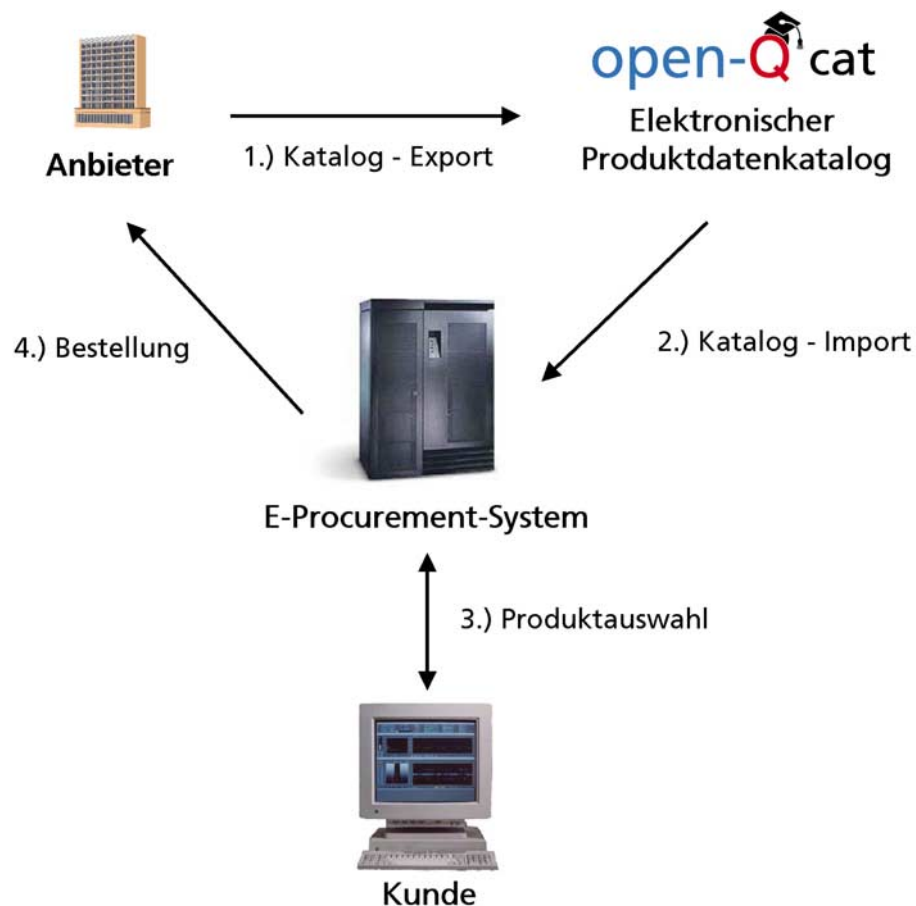 open-Q cat
Elektronischer
Produktdatenkatalog
Anbieter
1.) Katalog - Export
2.) Katalog - Import
4.) Bestellung
E-Procurement-System
3.) Produktauswahl
Kunde